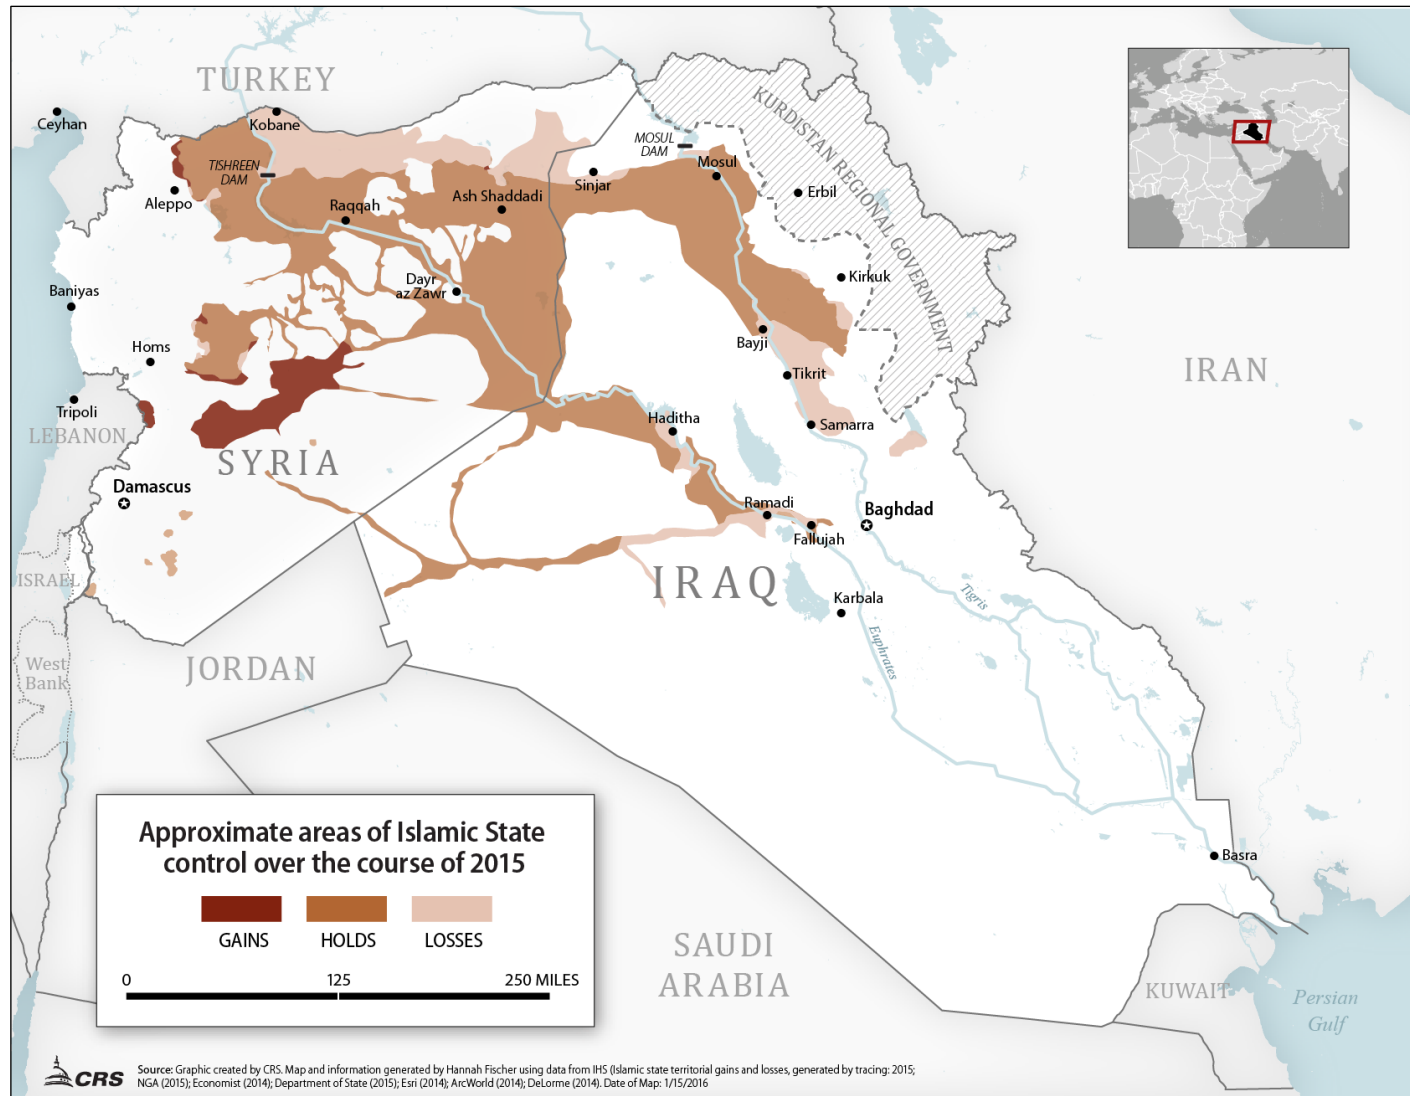 TURKEY
Ceyhan
Kobane
KURDISTAN REGIONAL GOVERNMENT
MOSUL
DAM
TISHREEN
DAM
Mosul
Sinjar
Erbil
Aleppo
Raqqah
Ash Shaddadi
Kirkuk
Dayr
az Zawr
Baniyas
Bayji
Homs
Tikrit
IRAN
Tripoli
LEBANON
Haditha
Samarra
SYRIA
Damascus
Ramadi
Baghdad
Fallujah
ISRAEL
IRAQ
Karbala
Tigris
Euphrates
West
Bank
JORDAN
Approximate areas of Islamic State
control over the course of 2015
GAINS
HOLDS
LOSSES
0
125
250 MILES
Basra
SAUDI
ARABIA
KUWAIT
Persian
Gulf
CRS
Source: Graphic created by CRS. Map and information generated by Hannah Fischer using data from IHS (Islamic state territorial gains and losses, generated by tracing: 2015;
NGA (2015); Economist (2014); Department of State (2015); Esri (2014); ArcWorld (2014); DeLorme (2014). Date of Map: 1/15/2016